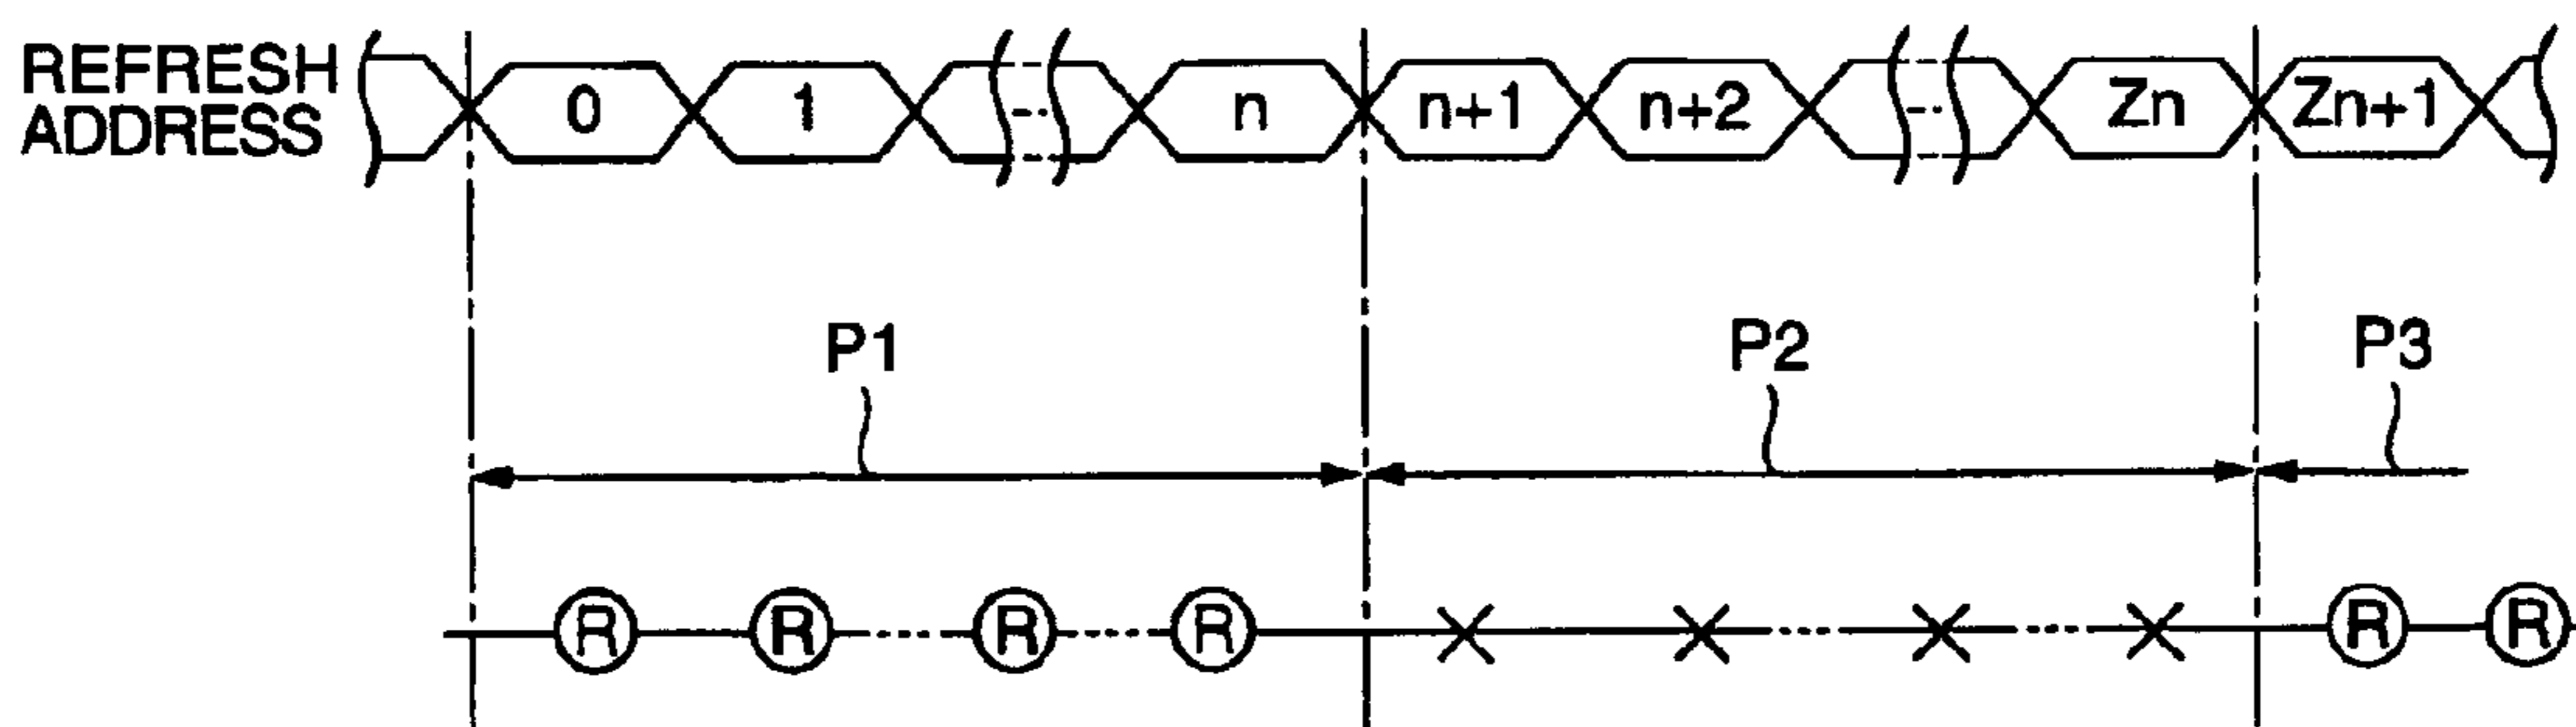 REFRESH ADDRESS
0 1 ... n n+1 n+2 ... Zn Zn+1
P1 P2 P3
R R R R R R